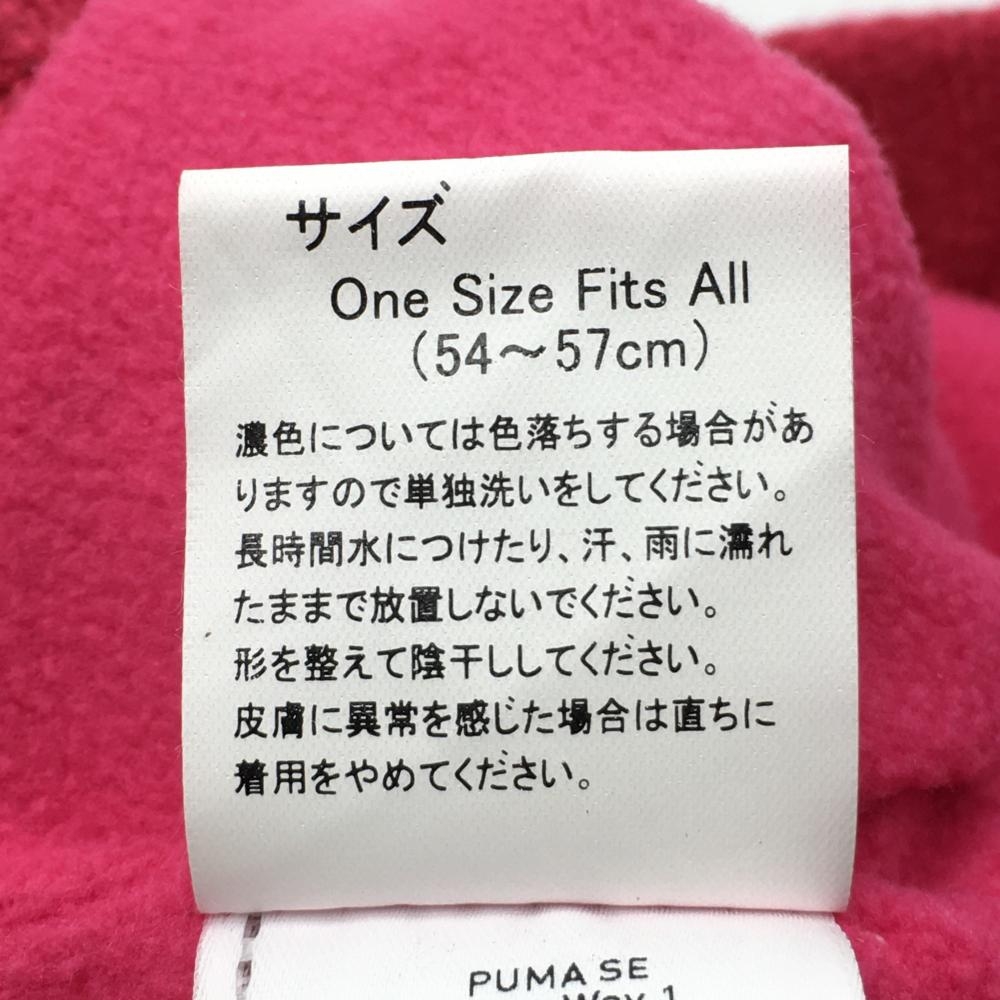 サイズ
One Size Fits All
(54～57cm)
濃色については色落ちする場合があ
りますので単独洗いをしてください。
長時間水につけたり、汗、雨に濡れ
たままで放置しないでください。
形を整えて陰干ししてください。
皮膚に異常を感じた場合は直ちに
着用をやめてください。
PUMA SE
Way 1